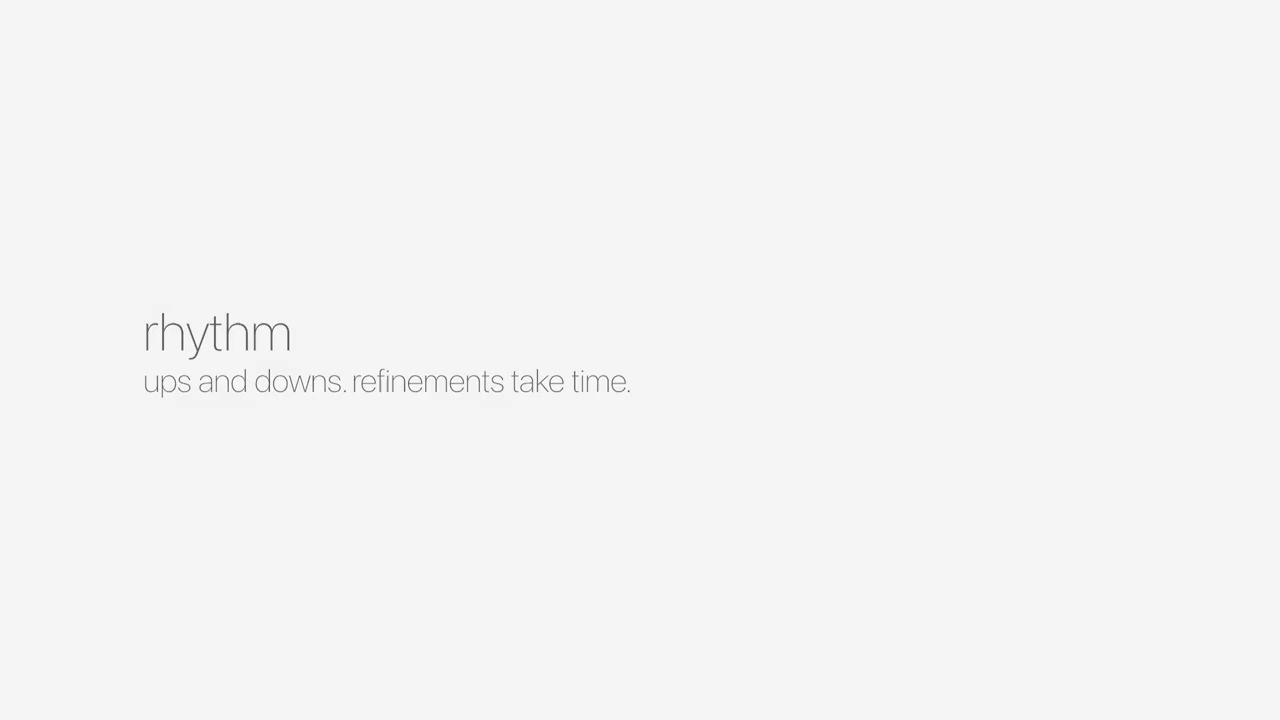 rhythm
ups and downs. refinements take time.